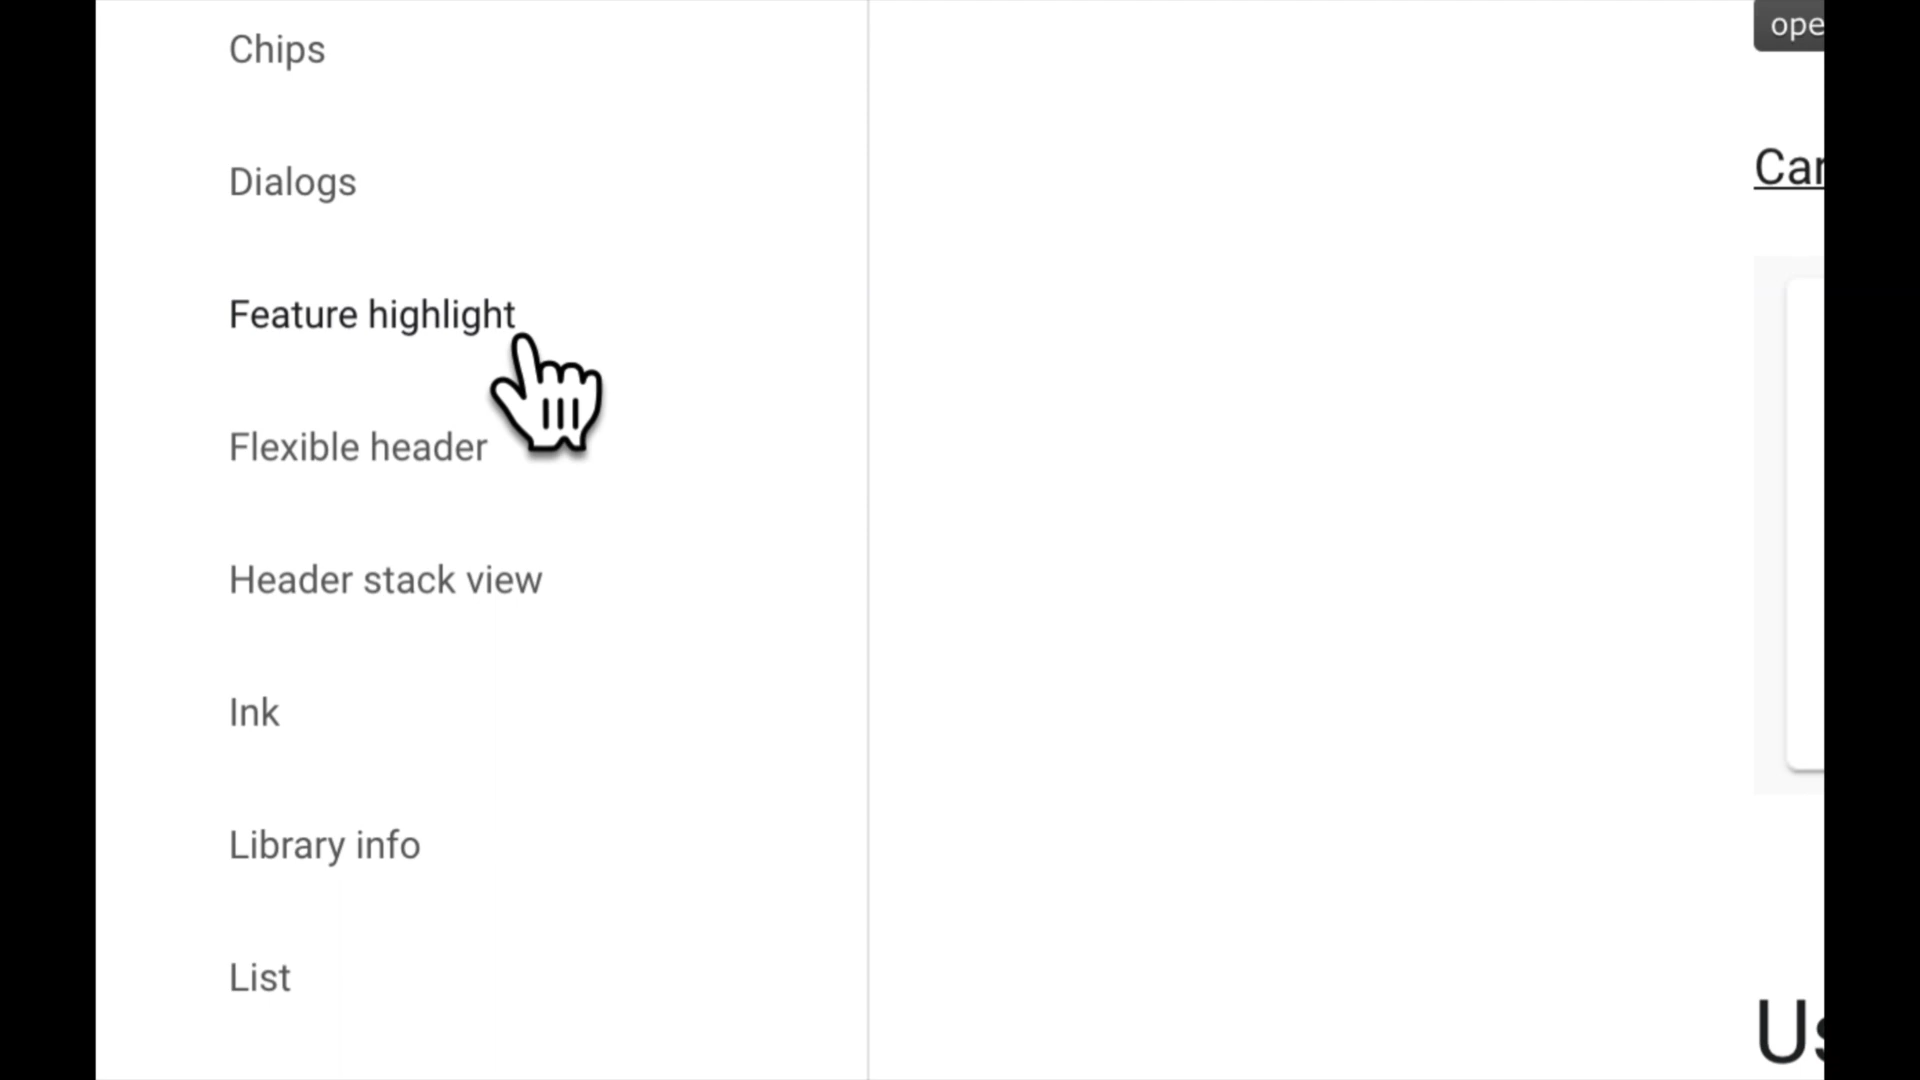 Chips
Dialogs
Feature highlight
Flexible header
Header stack view
Ink
Library info
List